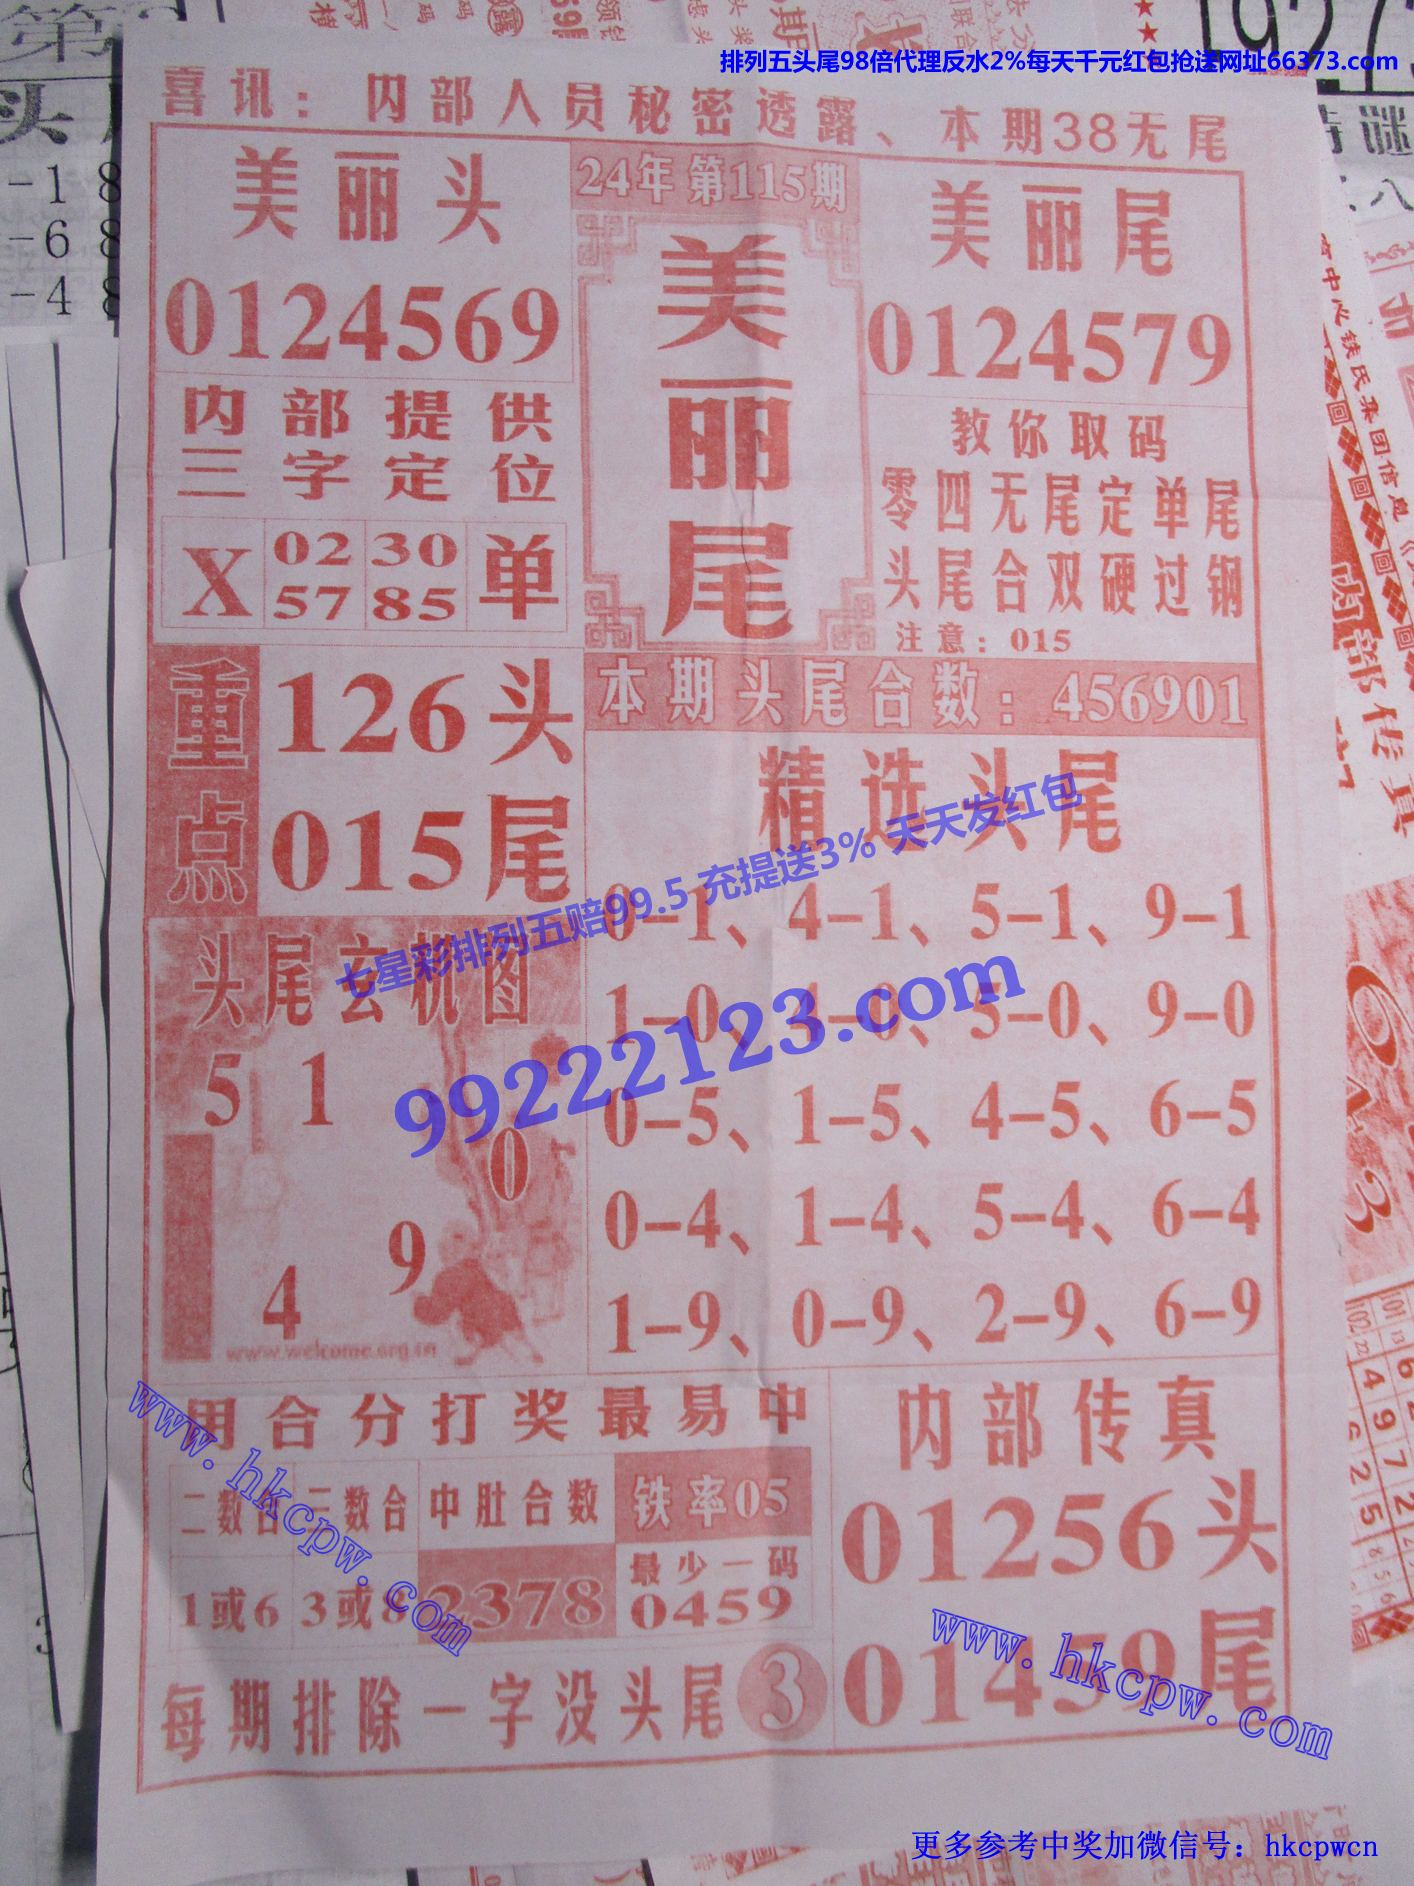 排列五头尾98倍代理反水2%每天千元红包抢送网址66373.com
喜讯：内部人员秘密透露、本期38无尾
美丽头
0124569
24年第115期
美丽尾
美丽尾
0124579
内部提供
三字定位
X 02 30 单
57 85
教你取码
零四无尾定单尾
头尾合双硬过钢
注意：015
重点
126头
015尾
本期头尾合数：456901
精选头尾
0-1、4-1、5-1、9-1
1-0、4-0、5-0、9-0
0-5、1-5、4-5、6-5
0-4、1-4、5-4、6-4
1-9、0-9、2-9、6-9
七星彩排列五赔99.5 充提送3% 天天发红包
99222123.com
头尾玄机图
5 1
0
9
4
www.welcome.org.cn
用合分打奖最易中
二数合 三数合 中肚合数 铁率05
1或6 3或8 2378 最少一码
0459
每期排除一字没头尾 3
内部传真
01256头
01459尾
www.hkcpw.com
www.hkcpw.com
更多参考中奖加微信号：hkcpwcn